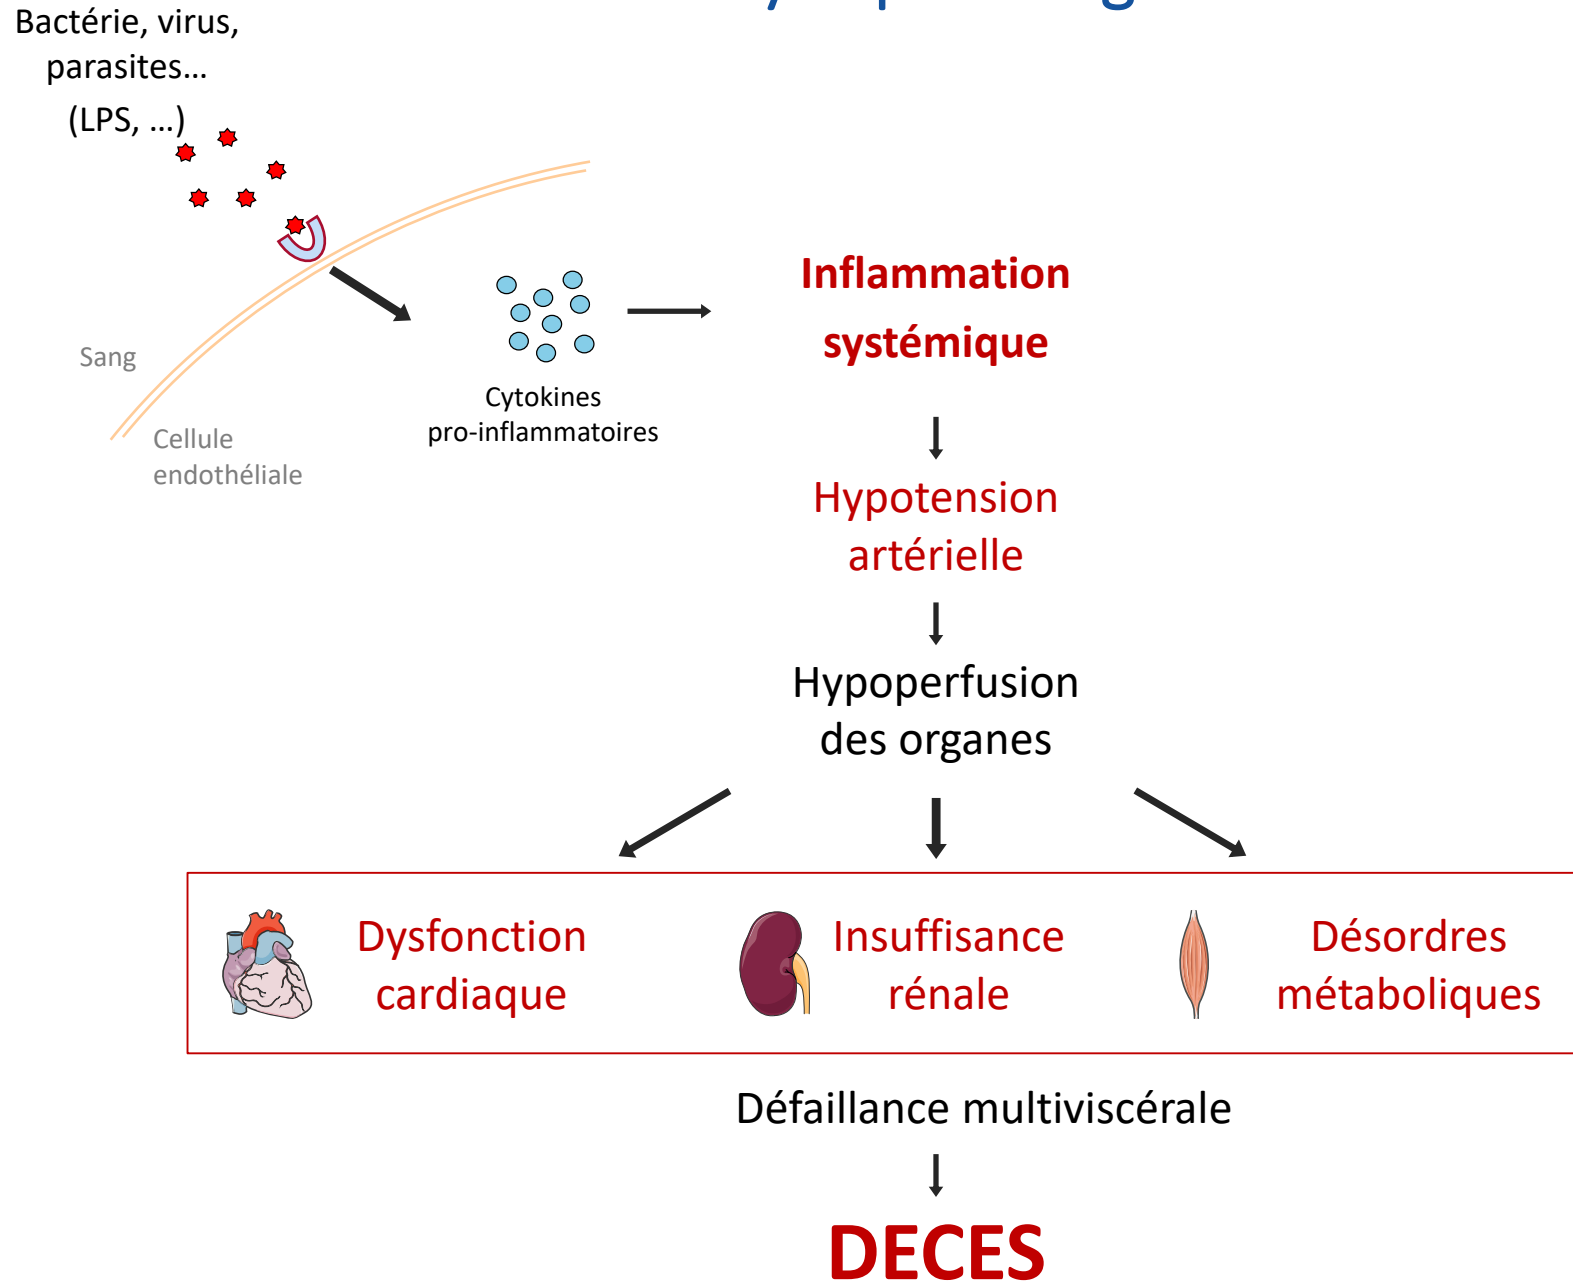 Bactérie, virus,
parasites…
(LPS, …)
Sang
Cellule
endothéliale
Cytokines
pro-inflammatoires
Inflammation
systémique
Hypotension
artérielle
Hypoperfusion
des organes
Dysfonction
cardiaque
Insuffisance
rénale
Désordres
métaboliques
Défaillance multiviscérale
DECES